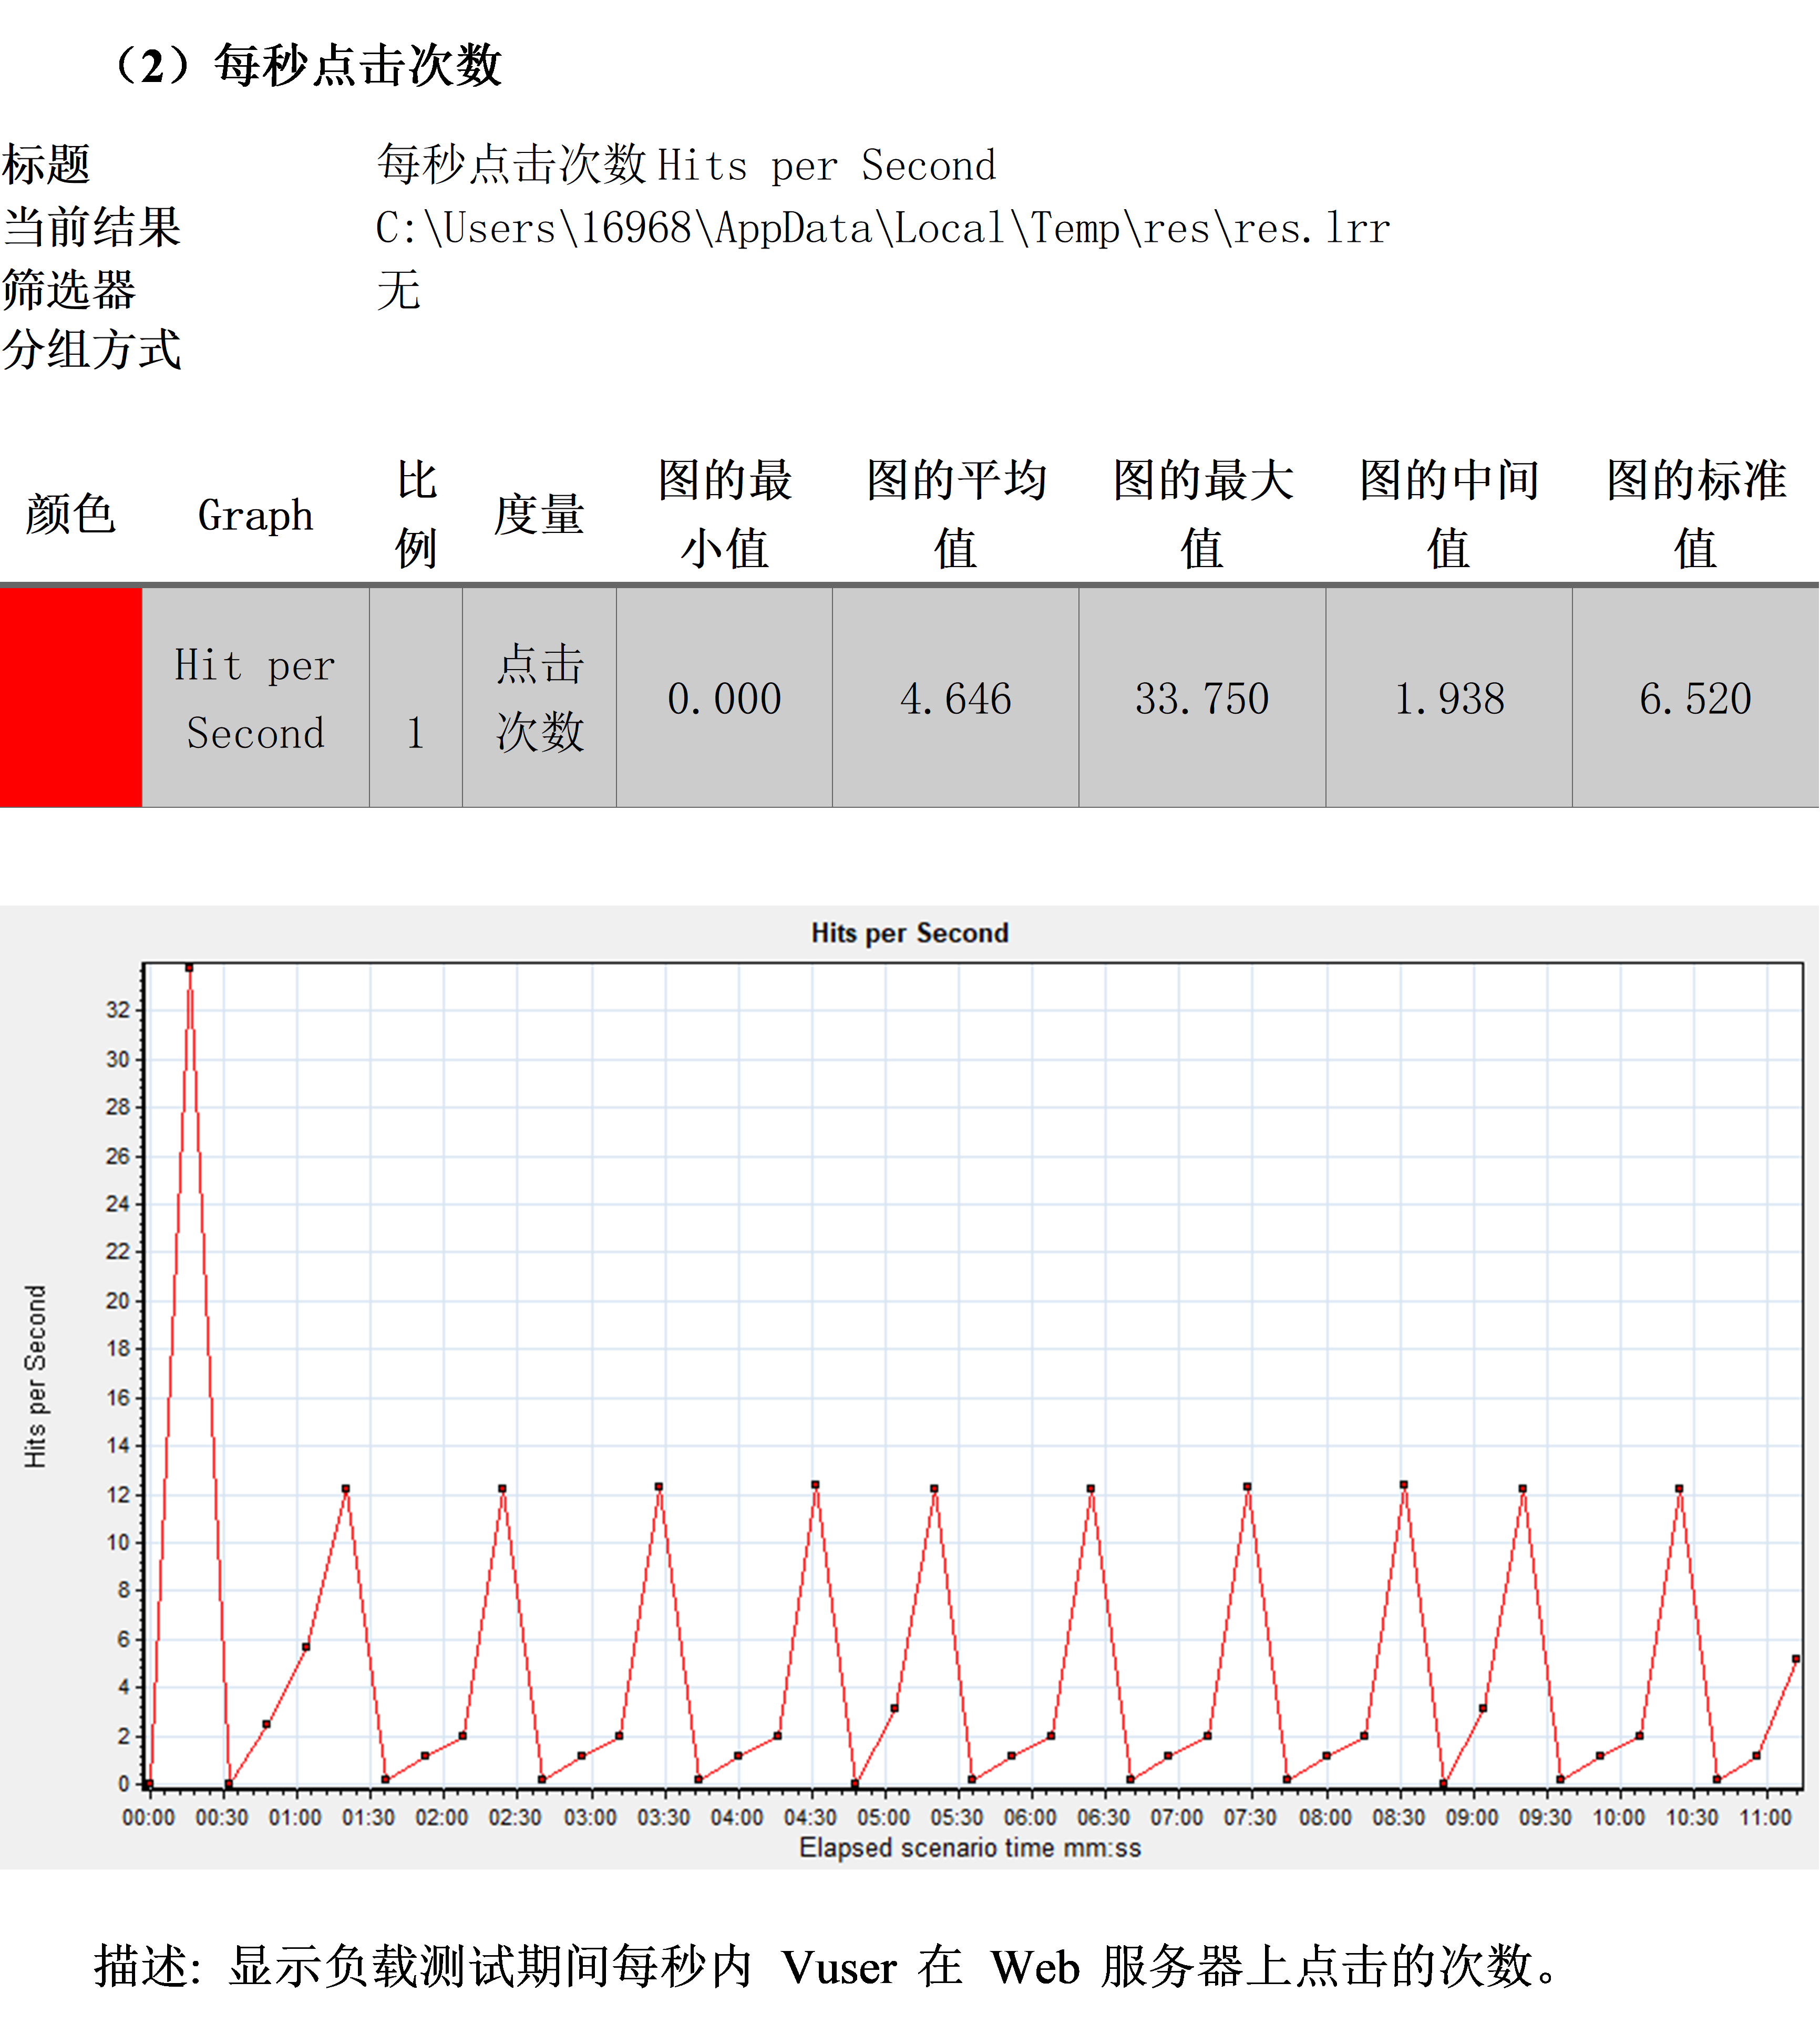 （2）每秒点击次数
标题 每秒点击次数Hits per Second
当前结果 C:\Users\16968\AppData\Local\Temp\res\res.lrr
筛选器 无
分组方式
颜色 Graph 比例 度量 图的最小值 图的平均值 图的最大值 图的中间值 图的标准值
Hit per Second 1 点击次数 0.000 4.646 33.750 1.938 6.520
Hits per Second
32
30
28
26
24
22
20
18
16
14
12
10
8
6
4
2
0
Hits per Second
00:00 00:30 01:00 01:30 02:00 02:30 03:00 03:30 04:00 04:30 05:00 05:30 06:00 06:30 07:00 07:30 08:00 08:30 09:00 09:30 10:00 10:30 11:00
Elapsed scenario time mm:ss
描述: 显示负载测试期间每秒内 Vuser 在 Web 服务器上点击的次数。